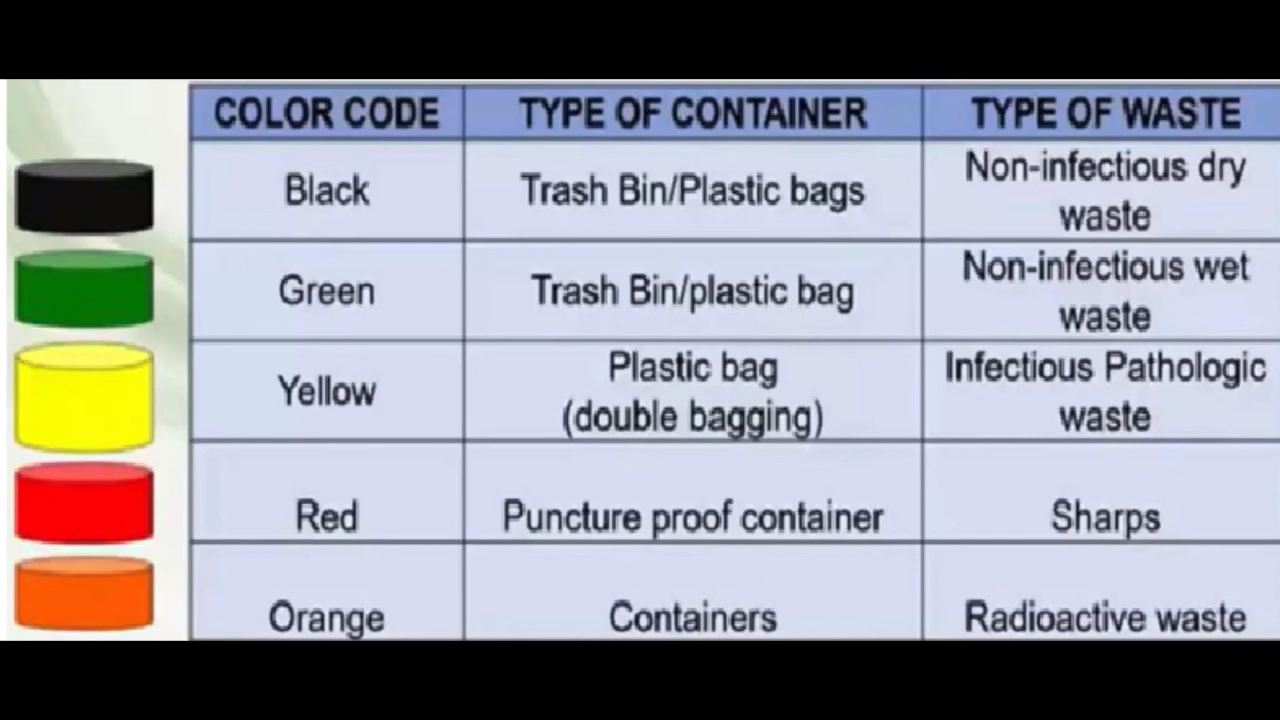 COLOR CODE TYPE OF CONTAINER TYPE OF WASTE
Black Trash Bin/Plastic bags Non-infectious dry
waste
Green Trash Bin/plastic bag Non-infectious wet
waste
Yellow Plastic bag Infectious Pathologic
(double bagging) waste
Red Puncture proof container Sharps
Orange Containers Radioactive waste